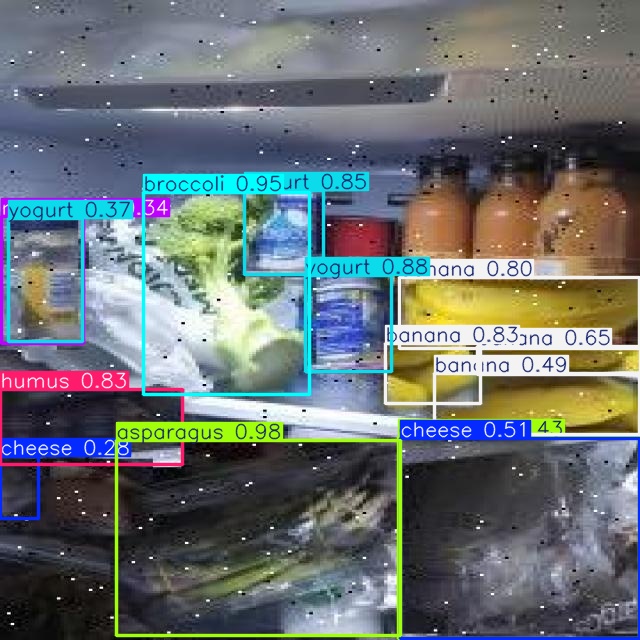 broccoli 0.95
urt 0.85
yogurt 0.37
.34
yogurt 0.88
nana 0.80
banana 0.83
ana 0.65
banana 0.49
humus 0.83
asparagus 0.98
cheese 0.51
43
cheese 0.28